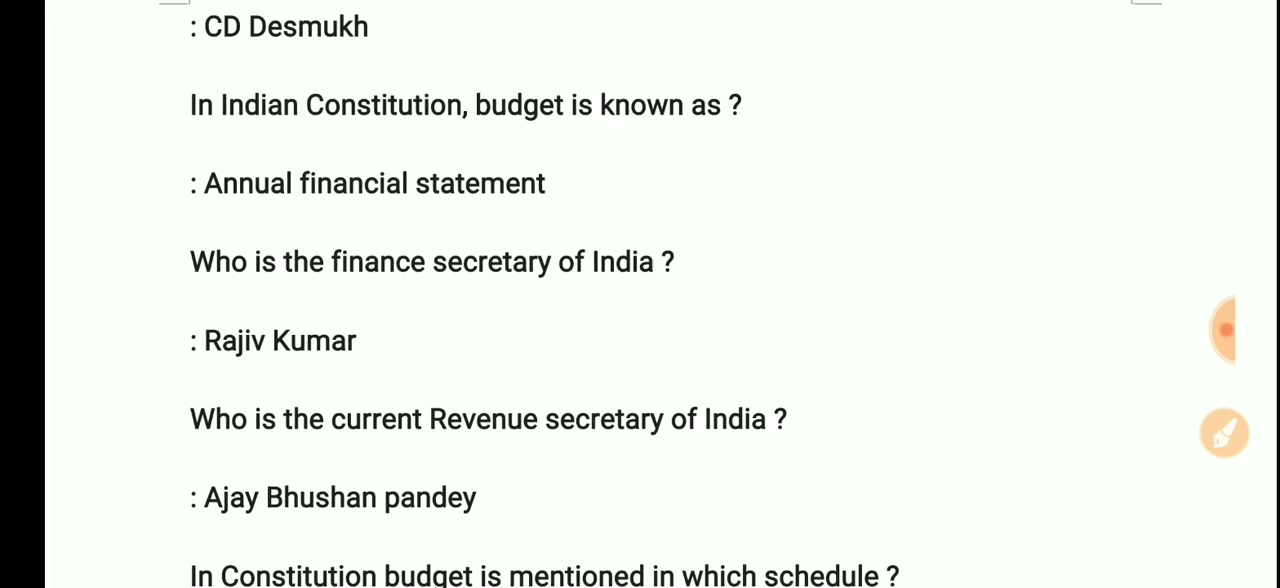 : CD Desmukh
In Indian Constitution, budget is known as ?
: Annual financial statement
Who is the finance secretary of India ?
: Rajiv Kumar
Who is the current Revenue secretary of India ?
: Ajay Bhushan pandey
In Constitution budget is mentioned in which schedule ?